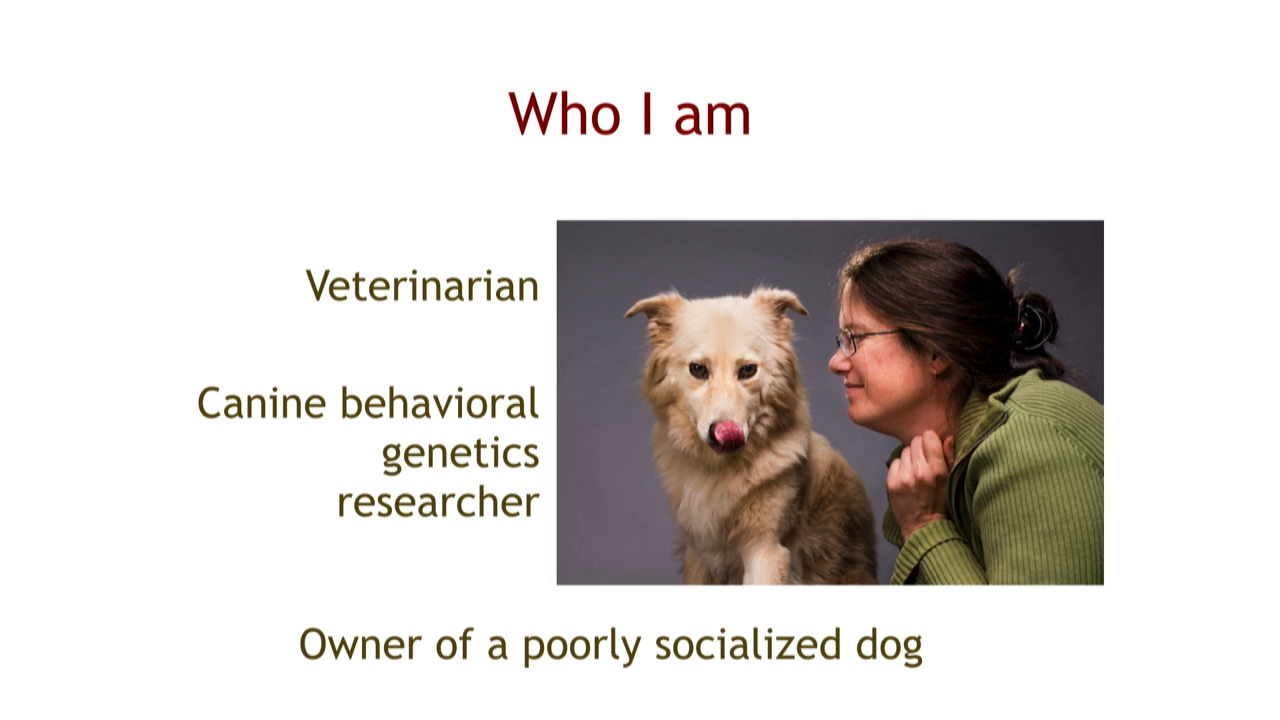 Who I am
Veterinarian
Canine behavioral
genetics
researcher
Owner of a poorly socialized dog